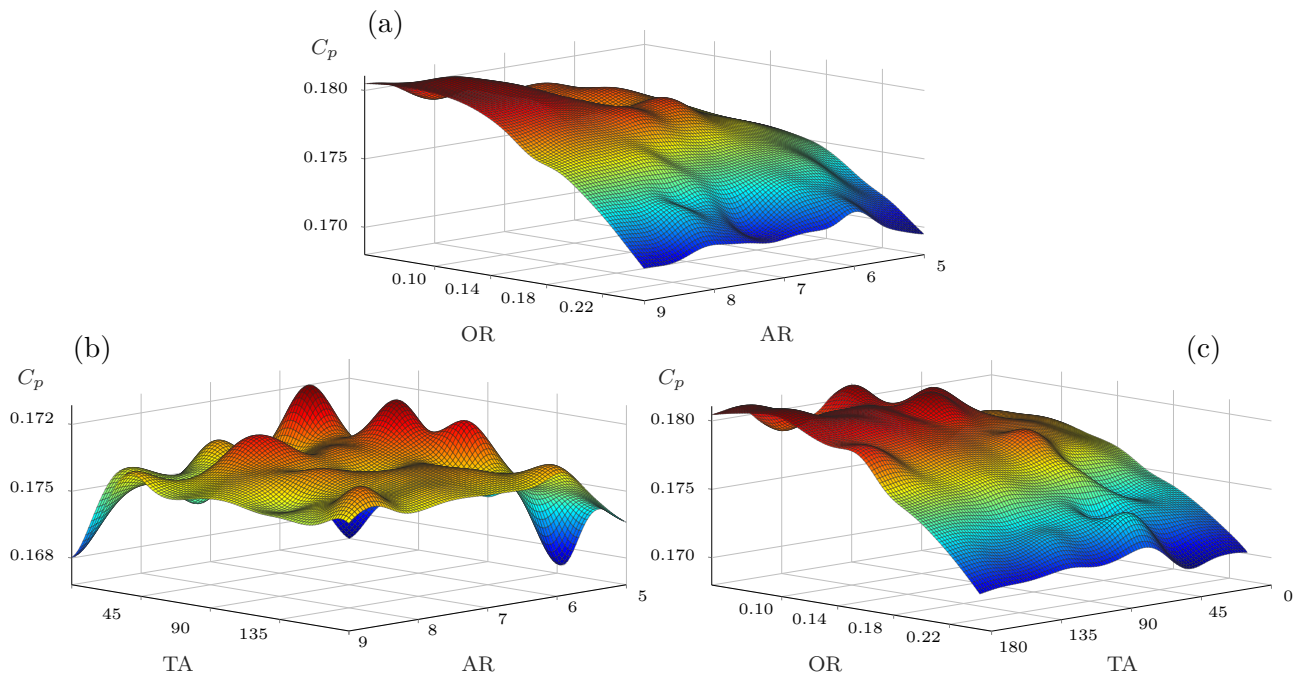 (a)
C_p
0.180
0.175
0.170
0.10 0.14 0.18 0.22
9 8 7 6 5
OR AR
(b)
C_p
0.172
0.175
0.168
45 90 135
9 8 7 6 5
TA AR
(c)
C_p
0.180
0.175
0.170
0.10 0.14 0.18 0.22
180 135 90 45 0
OR TA